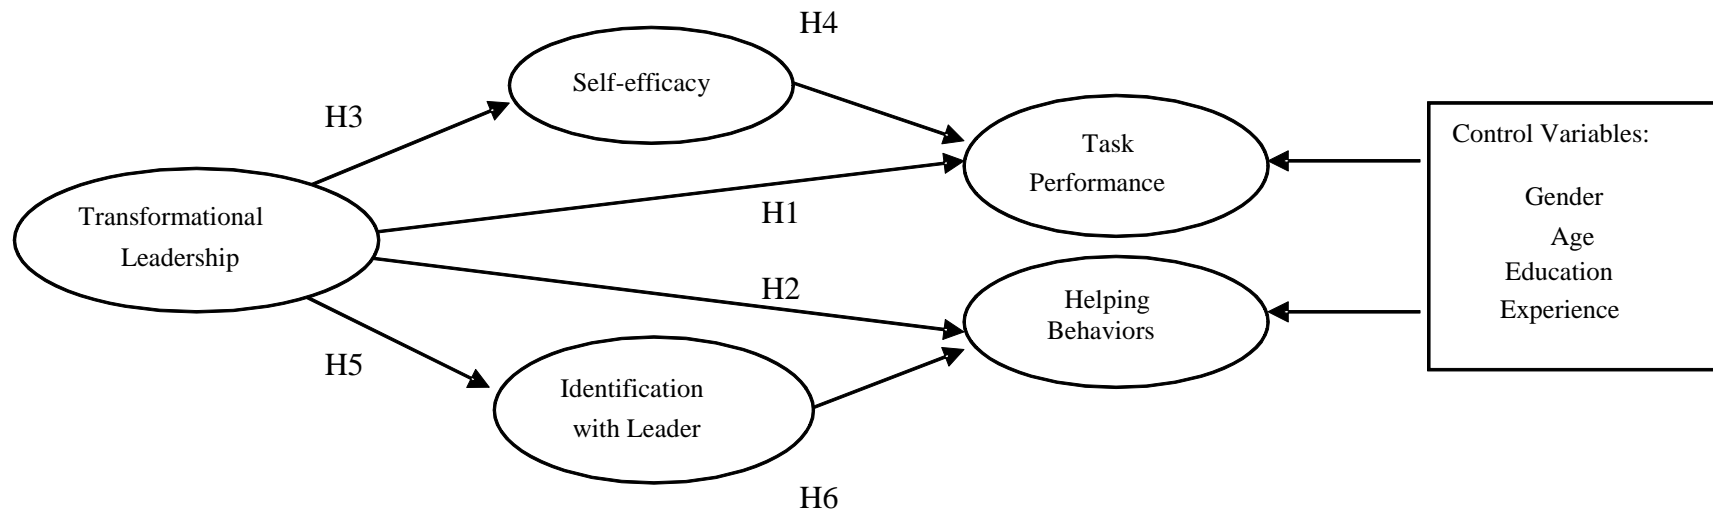 H4
Self-efficacy
H3
Task
Performance
Control Variables:
Gender
Age
Education
Experience
Transformational
Leadership
H1
H2
Helping
Behaviors
H5
Identification
with Leader
H6